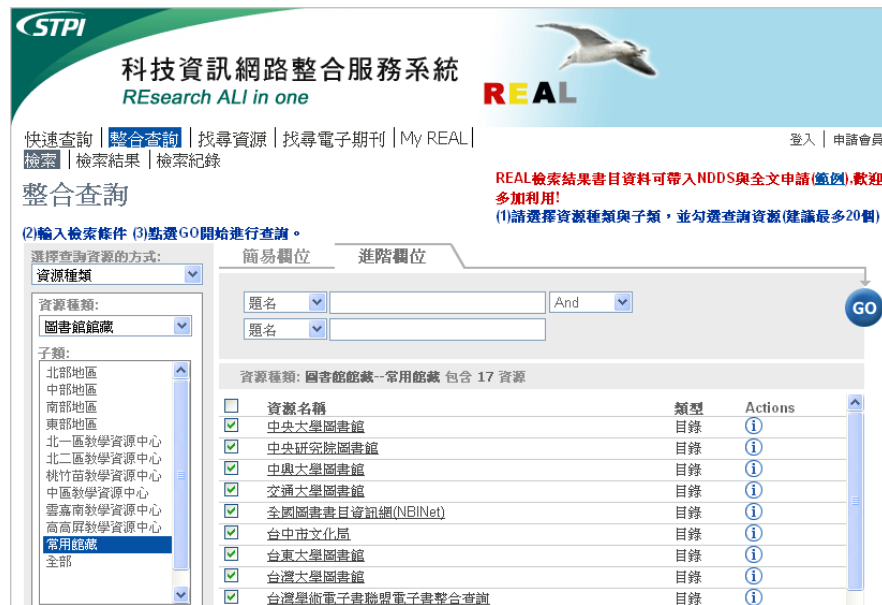 STPI
科技資訊網路整合服務系統
REsearch ALl in one
REAL
快速查詢 | 整合查詢 | 找尋資源 | 找尋電子期刊 | My REAL |
登入 | 申請會員
檢索 | 檢索結果 | 檢索紀錄
整合查詢
REAL檢索結果書目資料可帶入NDDS與全文申請(範例),歡迎
多加利用!
(1)請選擇資源種類與子類，並勾選查詢資源(建議最多20個)
(2)輸入檢索條件 (3)點選GO開始進行查詢。
選擇查詢資源的方式:
資源種類
資源種類:
圖書館館藏
子類:
北部地區
中部地區
南部地區
東部地區
北一區教學資源中心
北二區教學資源中心
桃竹苗教學資源中心
中區教學資源中心
雲嘉南教學資源中心
高高屏教學資源中心
常用館藏
全部
簡易欄位 進階欄位
題名 And
題名
GO
資源種類: 圖書館館藏--常用館藏 包含 17 資源
資源名稱 類型 Actions
中央大學圖書館 目錄
中央研究院圖書館 目錄
中興大學圖書館 目錄
交通大學圖書館 目錄
全國圖書書目資訊網(NBINet) 目錄
台中市文化局 目錄
台東大學圖書館 目錄
台灣大學圖書館 目錄
台灣學術電子書聯盟電子書整合查詢 目錄